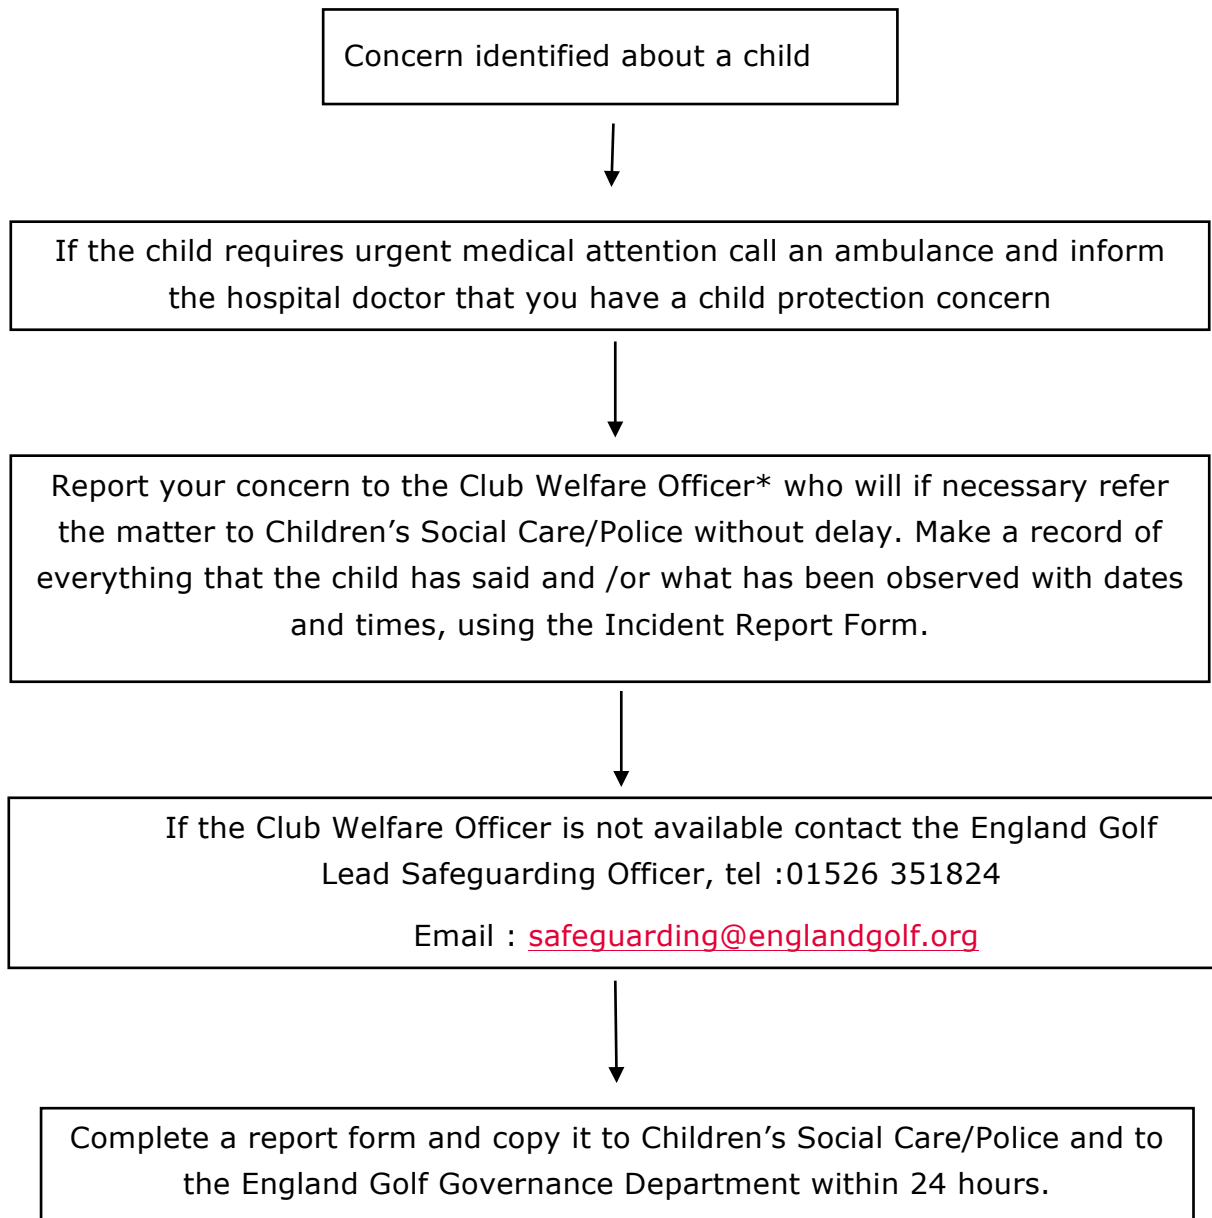 Concern identified about a child
If the child requires urgent medical attention call an ambulance and inform
the hospital doctor that you have a child protection concern
Report your concern to the Club Welfare Officer* who will if necessary refer
the matter to Children’s Social Care/Police without delay. Make a record of
everything that the child has said and /or what has been observed with dates
and times, using the Incident Report Form.
If the Club Welfare Officer is not available contact the England Golf
Lead Safeguarding Officer, tel :01526 351824
Email : safeguarding@englandgolf.org
Complete a report form and copy it to Children’s Social Care/Police and to
the England Golf Governance Department within 24 hours.